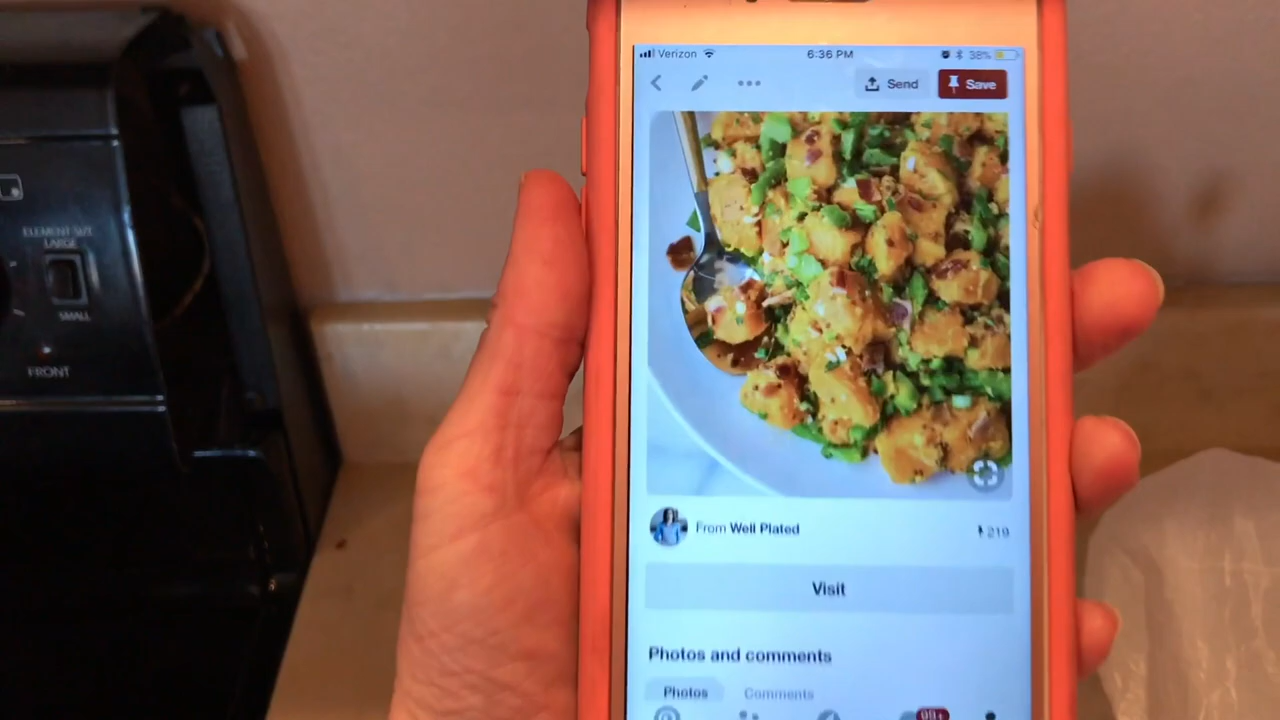 Verizon 6:36 PM 38%
Send Save
ELEMENT SIZE
LARGE
SMALL
FRONT
From Well Plated 219
Visit
Photos and comments
Photos Comments
99+